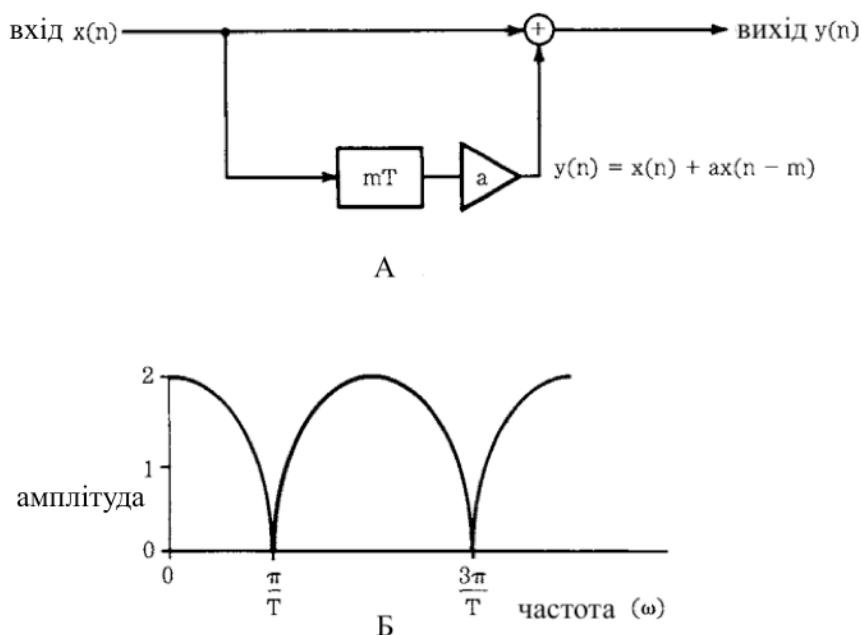 вхід x(n)
+
вихід y(n)
mT
a
y(n) = x(n) + ax(n − m)
А
2
1
амплітуда
0
0
π
T
3π
T
частота (ω)
Б